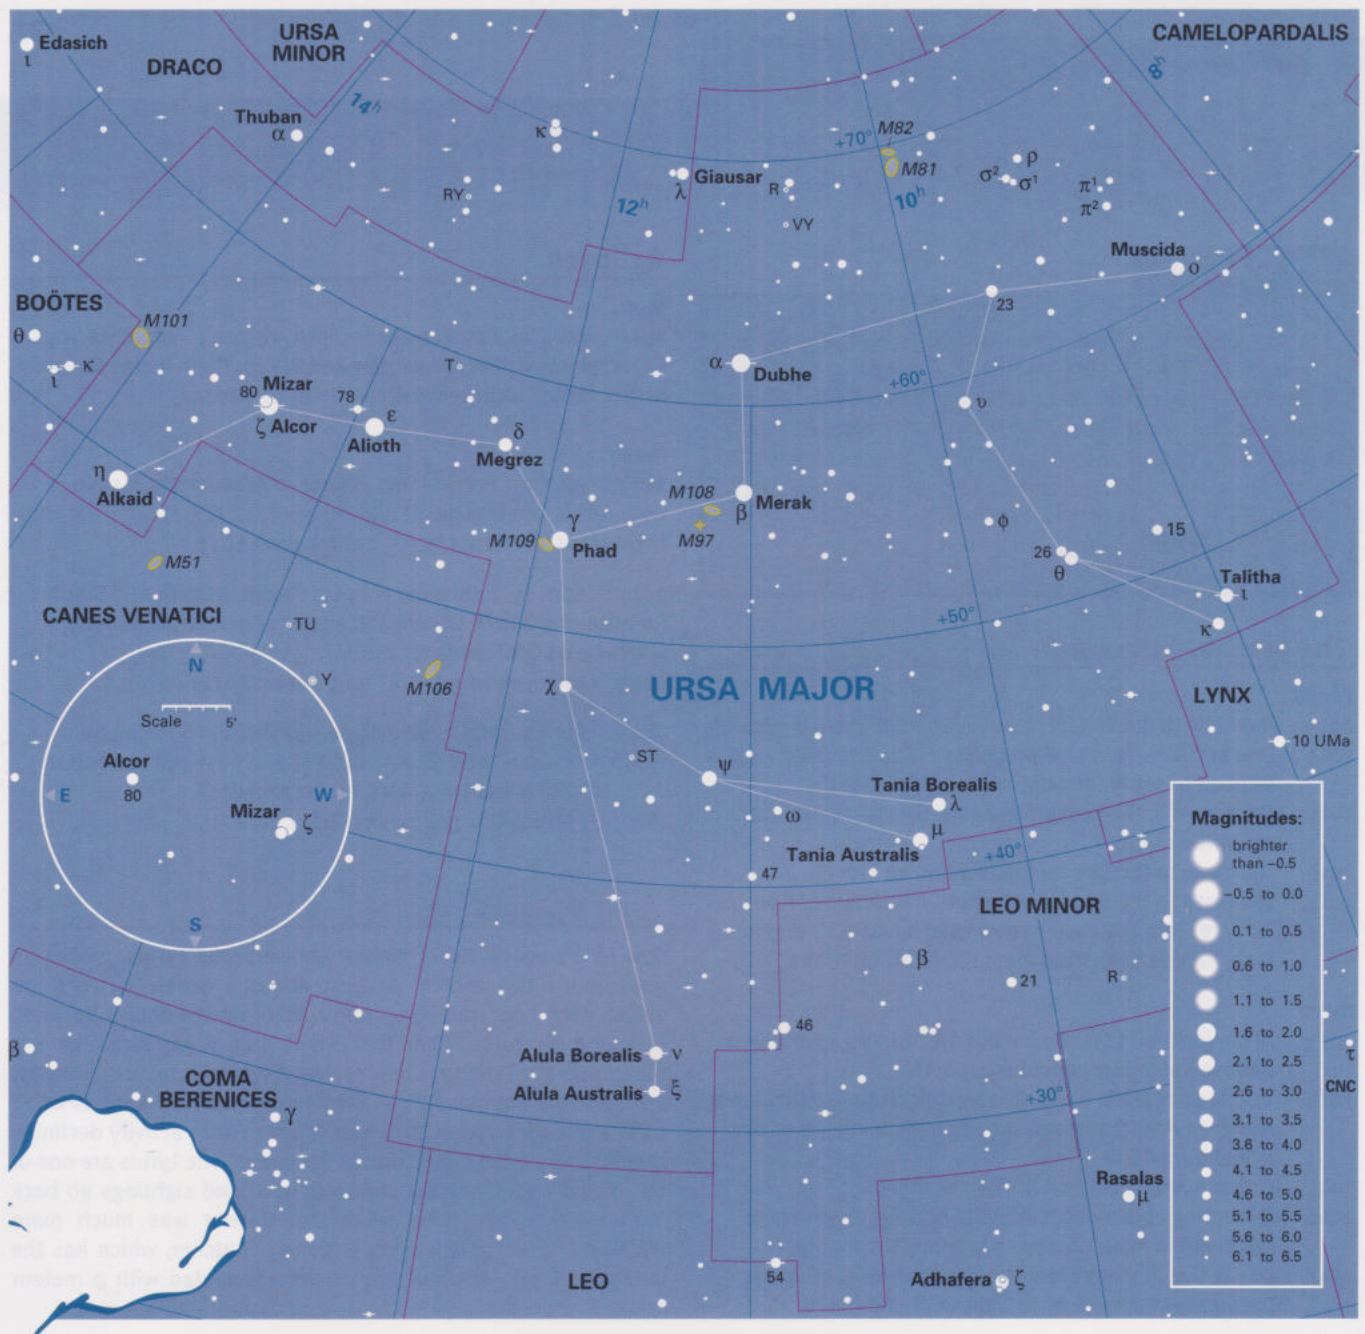 URSA
MINOR
CAMELOPARDALIS
Edasich
ι
DRACO
8h
14h
Thuban
α
κ
M82
+70°
M81
ρ
σ²
σ¹
Giausar
λ
R
RY
12h
10h
π¹
π²
VY
Muscida
ο
BOÖTES
23
M101
θ
κ
ι
T
α
Dubhe
+60°
80
Mizar
78
υ
ζ
Alcor
ε
Alioth
δ
Megrez
η
Alkaid
M108
β
Merak
γ
Phad
M109
M97
φ
15
26
θ
M51
Talitha
ι
κ
+50°
CANES VENATICI
TU
N
Y
M106
χ
URSA MAJOR
LYNX
Scale
5'
10 UMa
ST
ψ
Alcor
80
E
W
Mizar
ζ
Tania Borealis
λ
ω
μ
Tania Australis
+40°
47
S
LEO MINOR
β
21
R
46
Magnitudes:
brighter
than −0.5
−0.5 to 0.0
0.1 to 0.5
0.6 to 1.0
1.1 to 1.5
1.6 to 2.0
2.1 to 2.5
2.6 to 3.0
3.1 to 3.5
3.6 to 4.0
4.1 to 4.5
4.6 to 5.0
5.1 to 5.5
5.6 to 6.0
6.1 to 6.5
β
Alula Borealis
ν
Alula Australis
ξ
τ
CNC
+30°
COMA
BERENICES
γ
Rasalas
μ
LEO
54
Adhafera
ζ